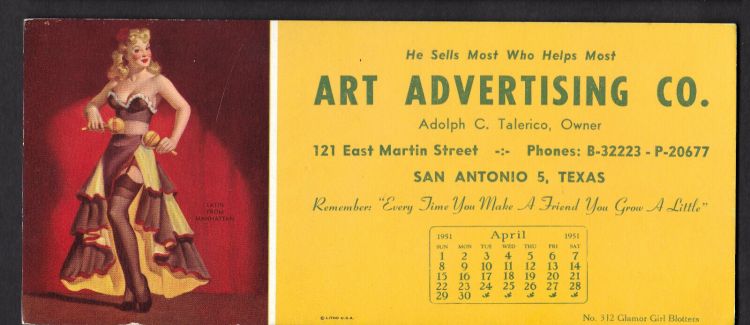 LATIN
FROM
MANHATTAN
He Sells Most Who Helps Most
ART ADVERTISING CO.
Adolph C. Talerico, Owner
121 East Martin Street -:- Phones: B-32223 - P-20677
SAN ANTONIO 5, TEXAS
Remember: "Every Time You Make A Friend You Grow A Little"
1951 April 1951
SUN. MON. TUE. WED. THU. FRI. SAT.
1 2 3 4 5 6 7
8 9 10 11 12 13 14
15 16 17 18 19 20 21
22 23 24 25 26 27 28
29 30
© LITHO U.S.A.
No. 312 Glamor Girl Blotters